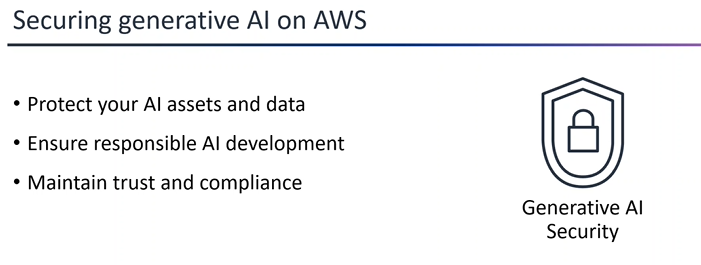 Securing generative AI on AWS
• Protect your AI assets and data
• Ensure responsible AI development
• Maintain trust and compliance
Generative AI
Security